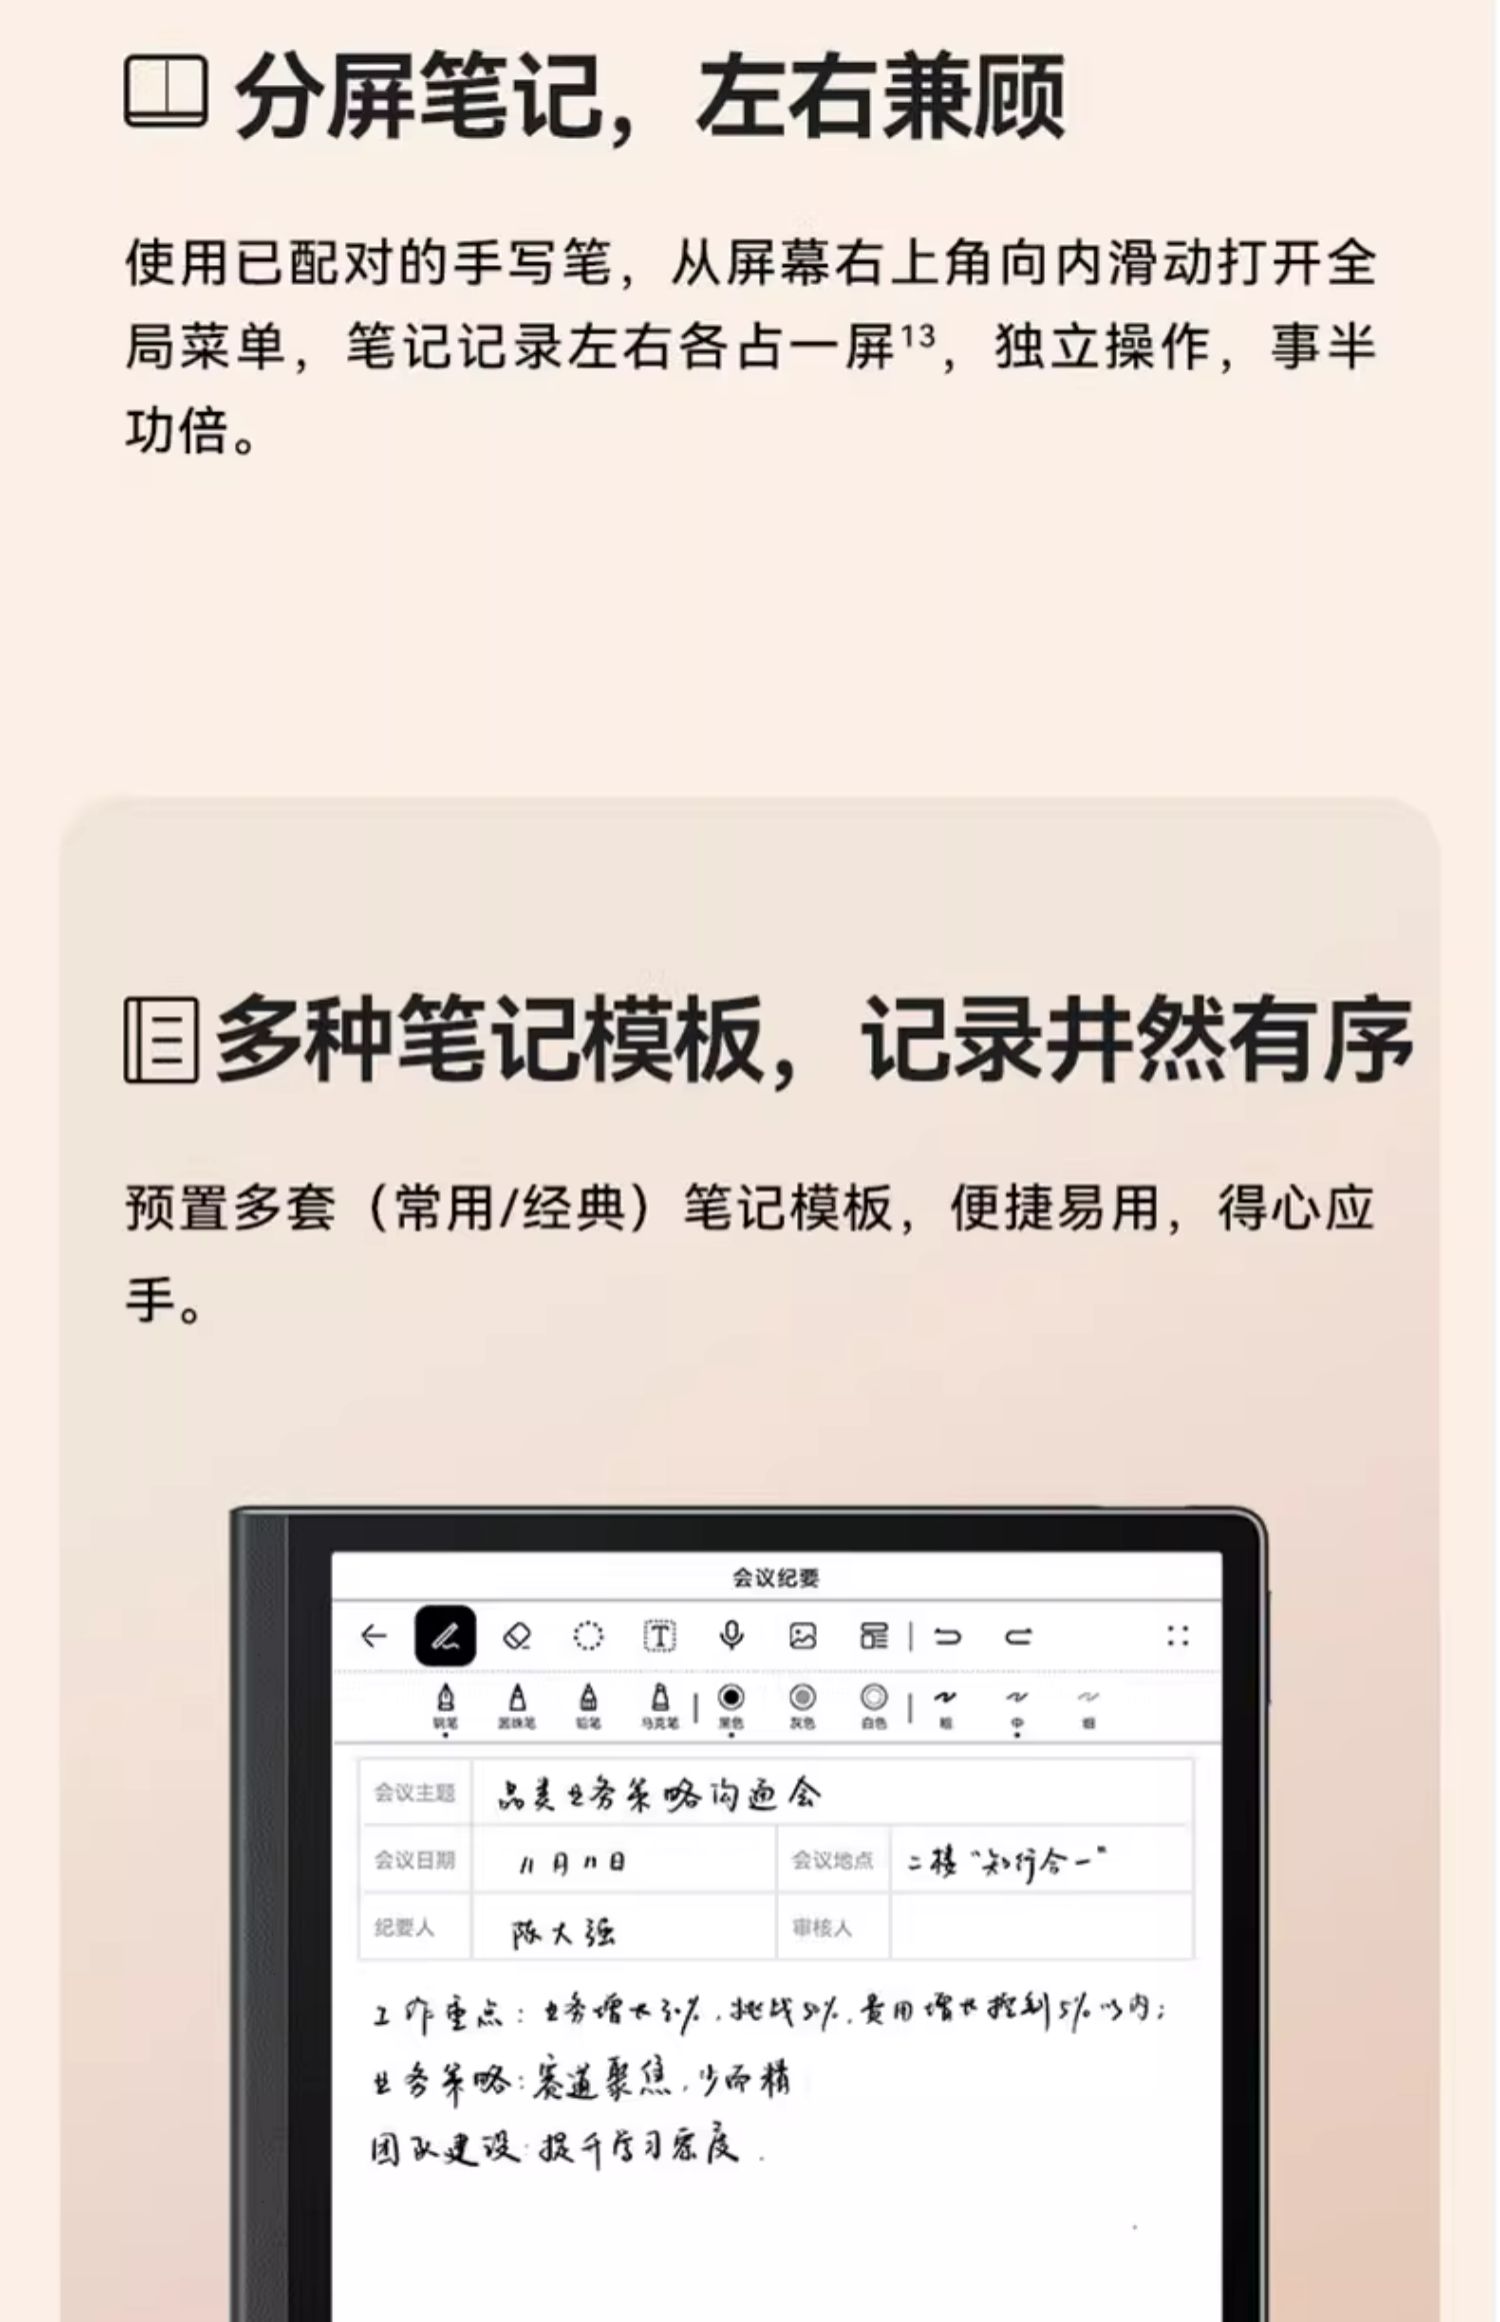 分屏笔记，左右兼顾
使用已配对的手写笔，从屏幕右上角向内滑动打开全
局菜单，笔记记录左右各占一屏¹³，独立操作，事半
功倍。
多种笔记模板，记录井然有序
预置多套（常用/经典）笔记模板，便捷易用，得心应
手。
会议纪要
钢笔 圆珠笔 铅笔 马克笔 黑色 灰色 白色 粗 中 细
会议主题 品类业务策略沟通会
会议日期 11月11日 会议地点 二楼“知行合一”
纪要人 陈大强 审核人
工作重点：业务增长30%，挑战50%，费用增长控制5%以内；
业务策略：赛道聚焦，少而精
团队建设：提升学习密度.